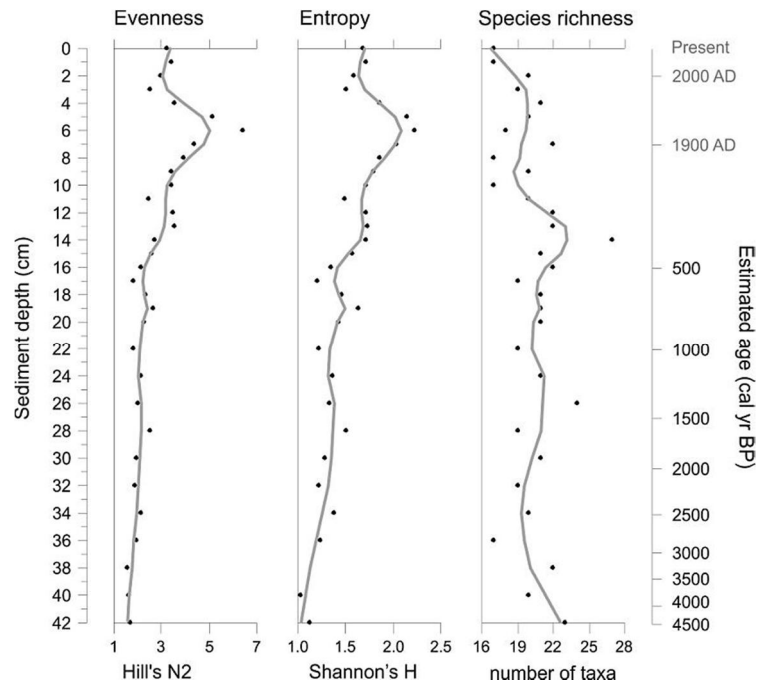 Evenness Entropy Species richness
0 Present
2 2000 AD
4
6
8 1900 AD
10
12
14
16 500
18
20
22 1000
24
26 1500
28
30 2000
32
34 2500
36 3000
38 3500
40 4000
42 4500
Sediment depth (cm)
Estimated age (cal yr BP)
1 3 5 7 1.0 1.5 2.0 2.5 16 19 22 25 28
Hill's N2 Shannon's H number of taxa